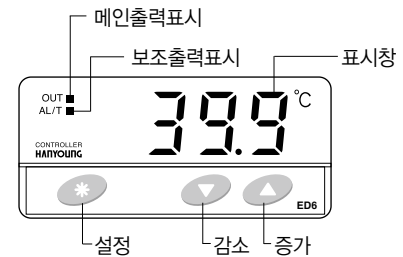 메인출력표시
보조출력표시
표시창
OUT
AL/T
39.9 ℃
CONTROLLER
HANYOUNG
ED6
설정
감소
증가